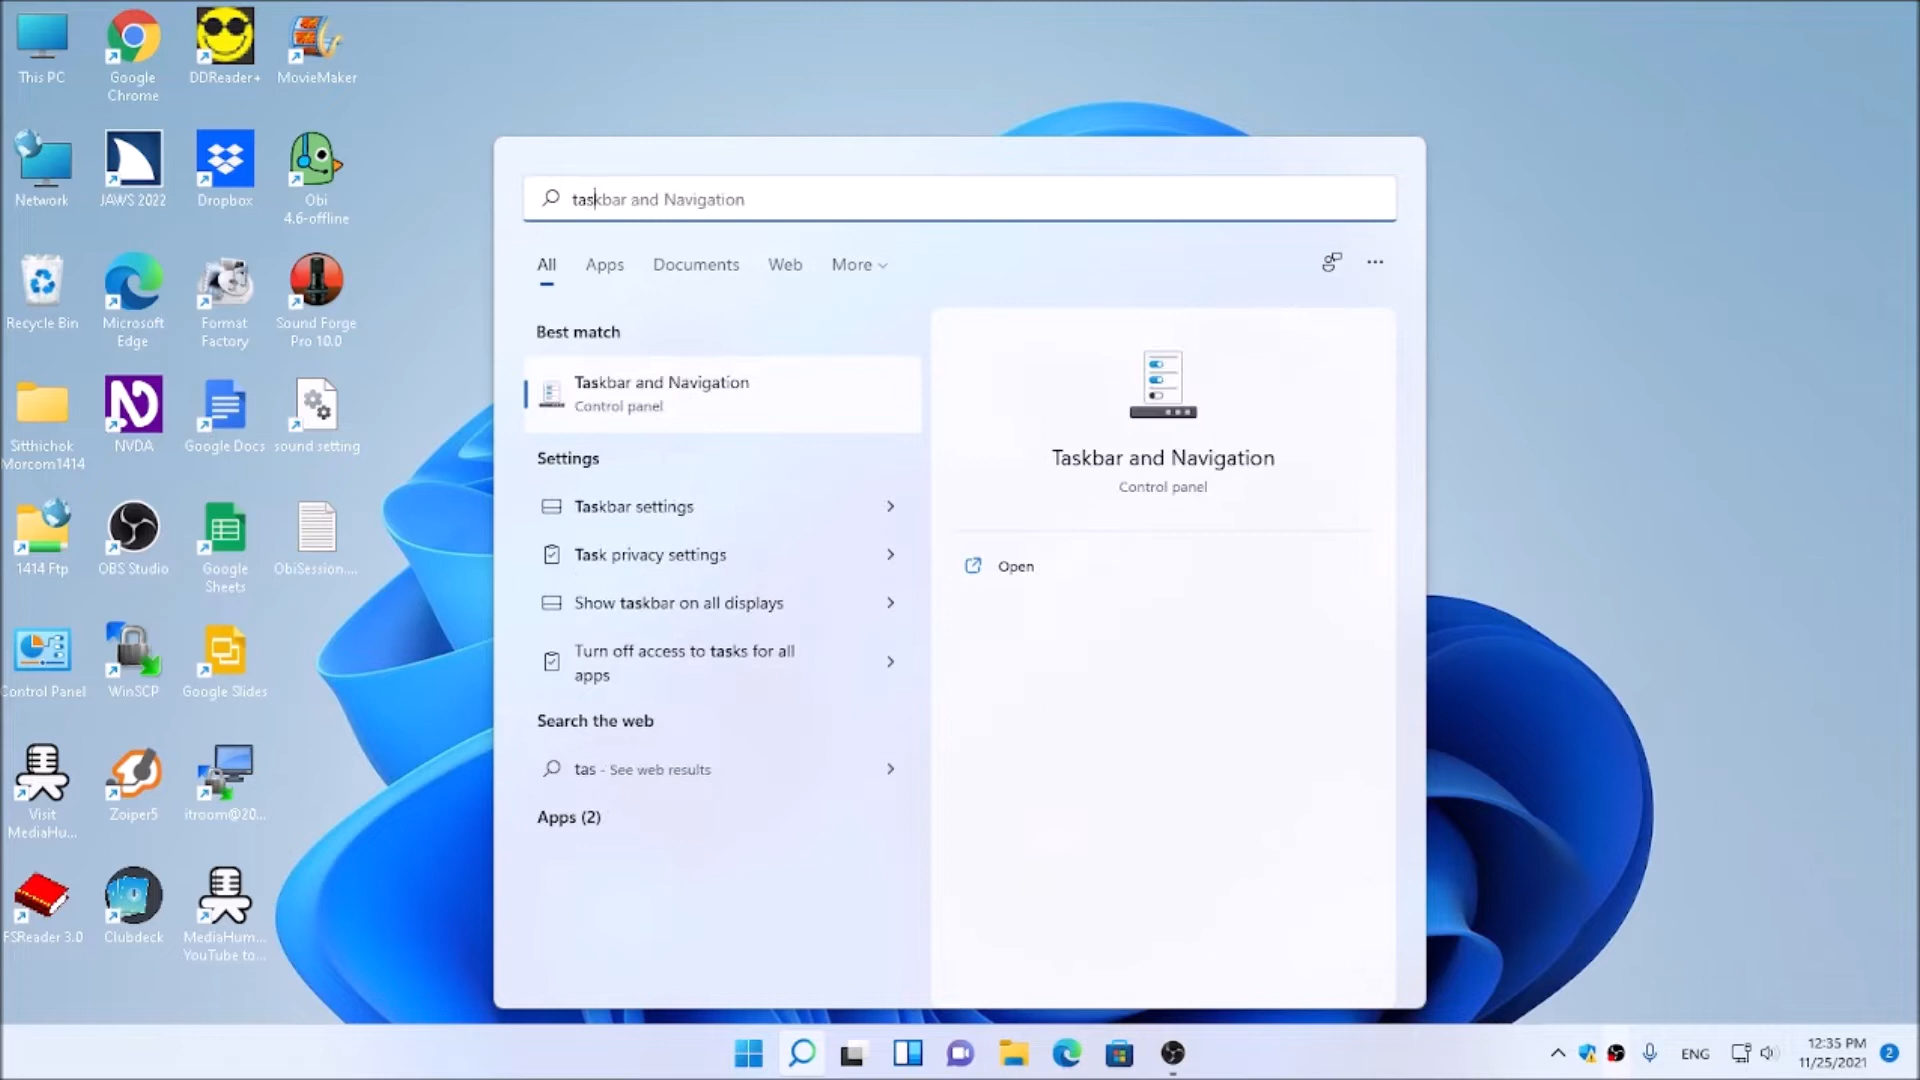 This PC
Google
Chrome
DDReader+
MovieMaker
Network
JAWS 2022
Dropbox
Obi
4.6-offline
Recycle Bin
Microsoft
Edge
Format
Factory
Sound Forge
Pro 10.0
Sitthichok
Morcom1414
NVDA
Google Docs
sound setting
1414 Ftp
OBS Studio
Google
Sheets
ObiSession....
Control Panel
WinSCP
Google Slides
Visit
MediaHu...
Zoiper5
itroom@20...
FSReader 3.0
Clubdeck
MediaHum...
YouTube to...
taskbar and Navigation
All
Apps
Documents
Web
More
Best match
Taskbar and Navigation
Control panel
Settings
Taskbar settings
Task privacy settings
Show taskbar on all displays
Turn off access to tasks for all
apps
Search the web
tas - See web results
Apps (2)
Taskbar and Navigation
Control panel
Open
ENG
12:35 PM
11/25/2021
2